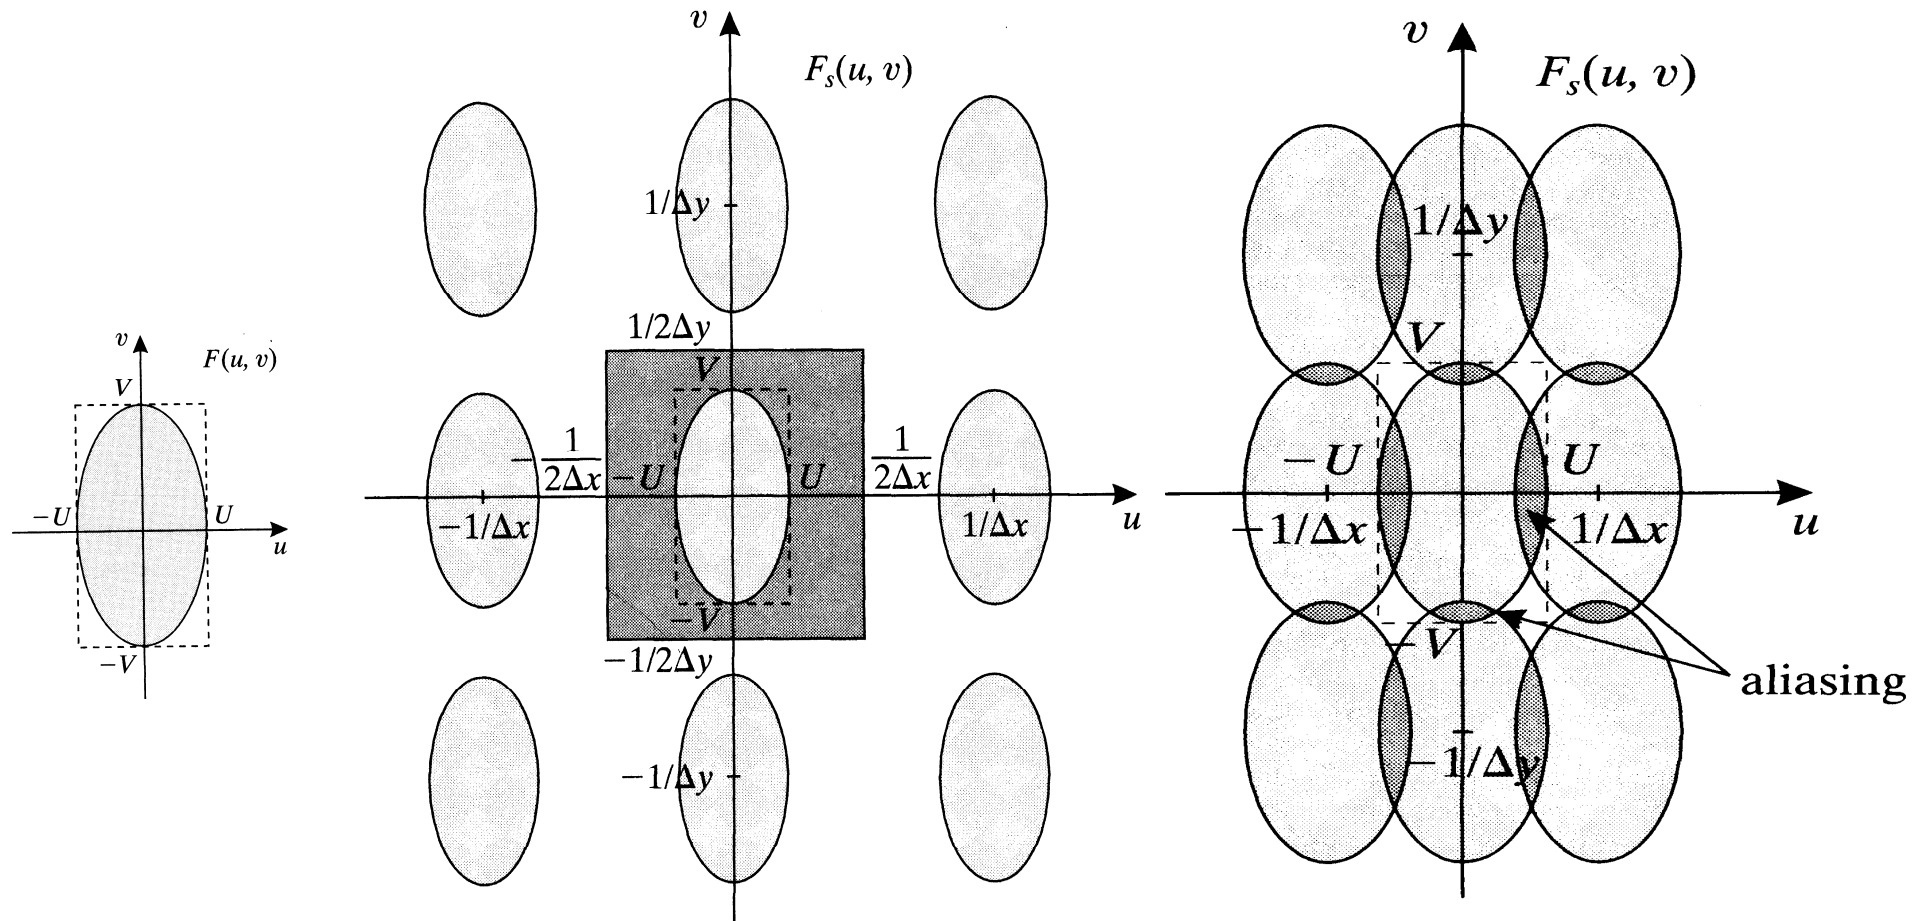 v
F(u, v)
V
−U
U
u
−V
v
F_s(u, v)
1/Δy
1/2Δy
V
−1/2Δx
−U
U
1/2Δx
−1/Δx
1/Δx
u
−V
−1/2Δy
−1/Δy
v
F_s(u, v)
1/Δy
V
−U
U
−1/Δx
1/Δx
u
−V
aliasing
−1/Δy